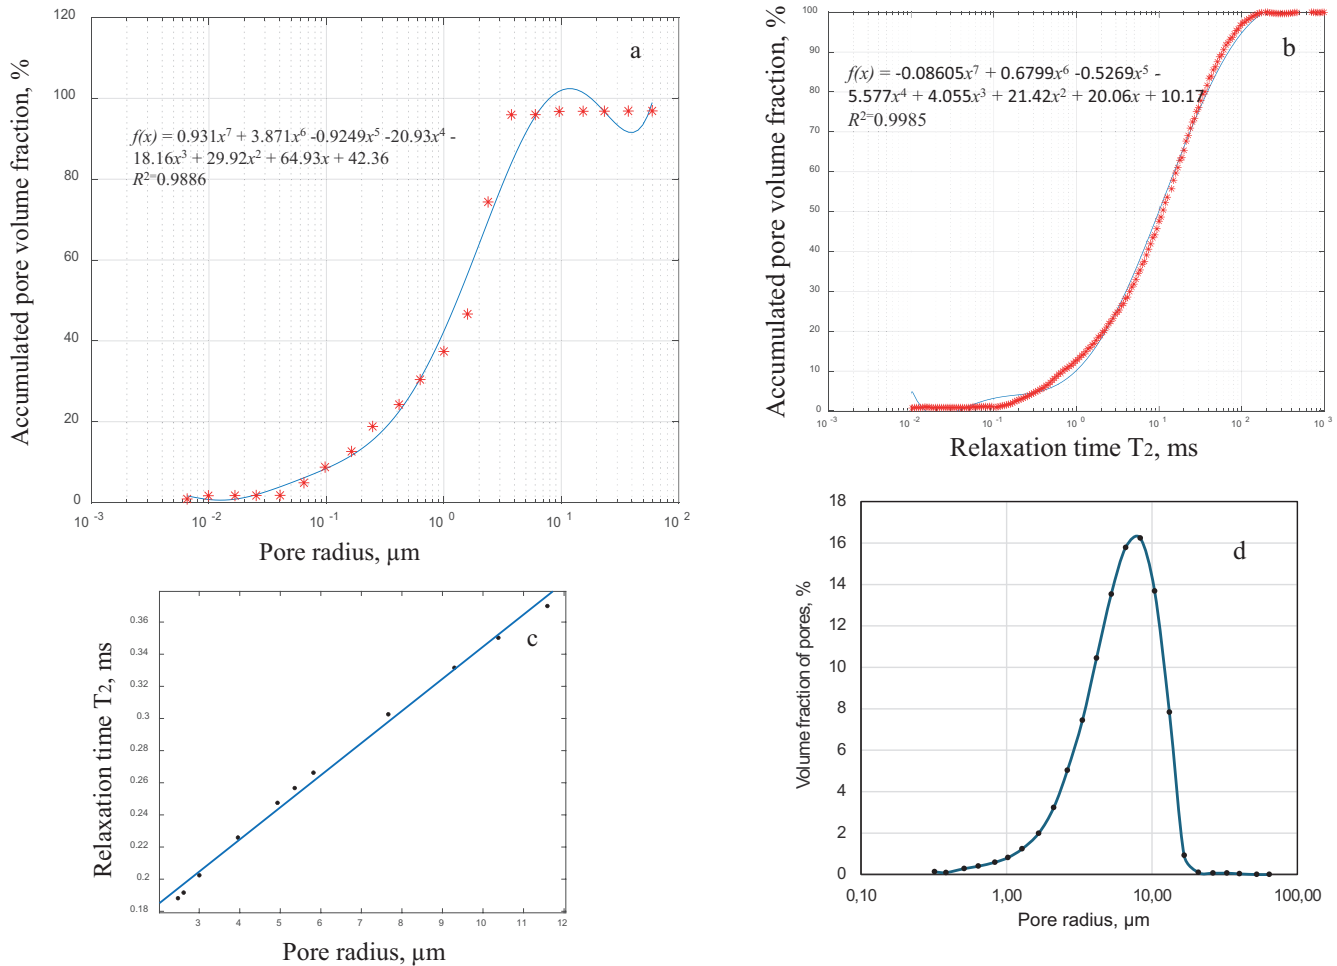 a
Accumulated pore volume fraction, %
120
100
80
60
40
20
0
f(x) = 0.931x⁷ + 3.871x⁶ -0.9249x⁵ -20.93x⁴ -
18.16x³ + 29.92x² + 64.93x + 42.36
R²=0.9886
10⁻³ 10⁻² 10⁻¹ 10⁰ 10¹ 10²
Pore radius, µm
b
Accumulated pore volume fraction, %
100
90
80
70
60
50
40
30
20
10
0
f(x) = -0.08605x⁷ + 0.6799x⁶ -0.5269x⁵ -
5.577x⁴ + 4.055x³ + 21.42x² + 20.06x + 10.17
R²=0.9985
10⁻³ 10⁻² 10⁻¹ 10⁰ 10¹ 10² 10³
Relaxation time T2, ms
c
Relaxation time T2, ms
0.36
0.34
0.32
0.3
0.28
0.26
0.24
0.22
0.2
0.18
3 4 5 6 7 8 9 10 11 12
Pore radius, µm
d
Volume fraction of pores, %
18
16
14
12
10
8
6
4
2
0
0,10 1,00 10,00 100,00
Pore radius, µm